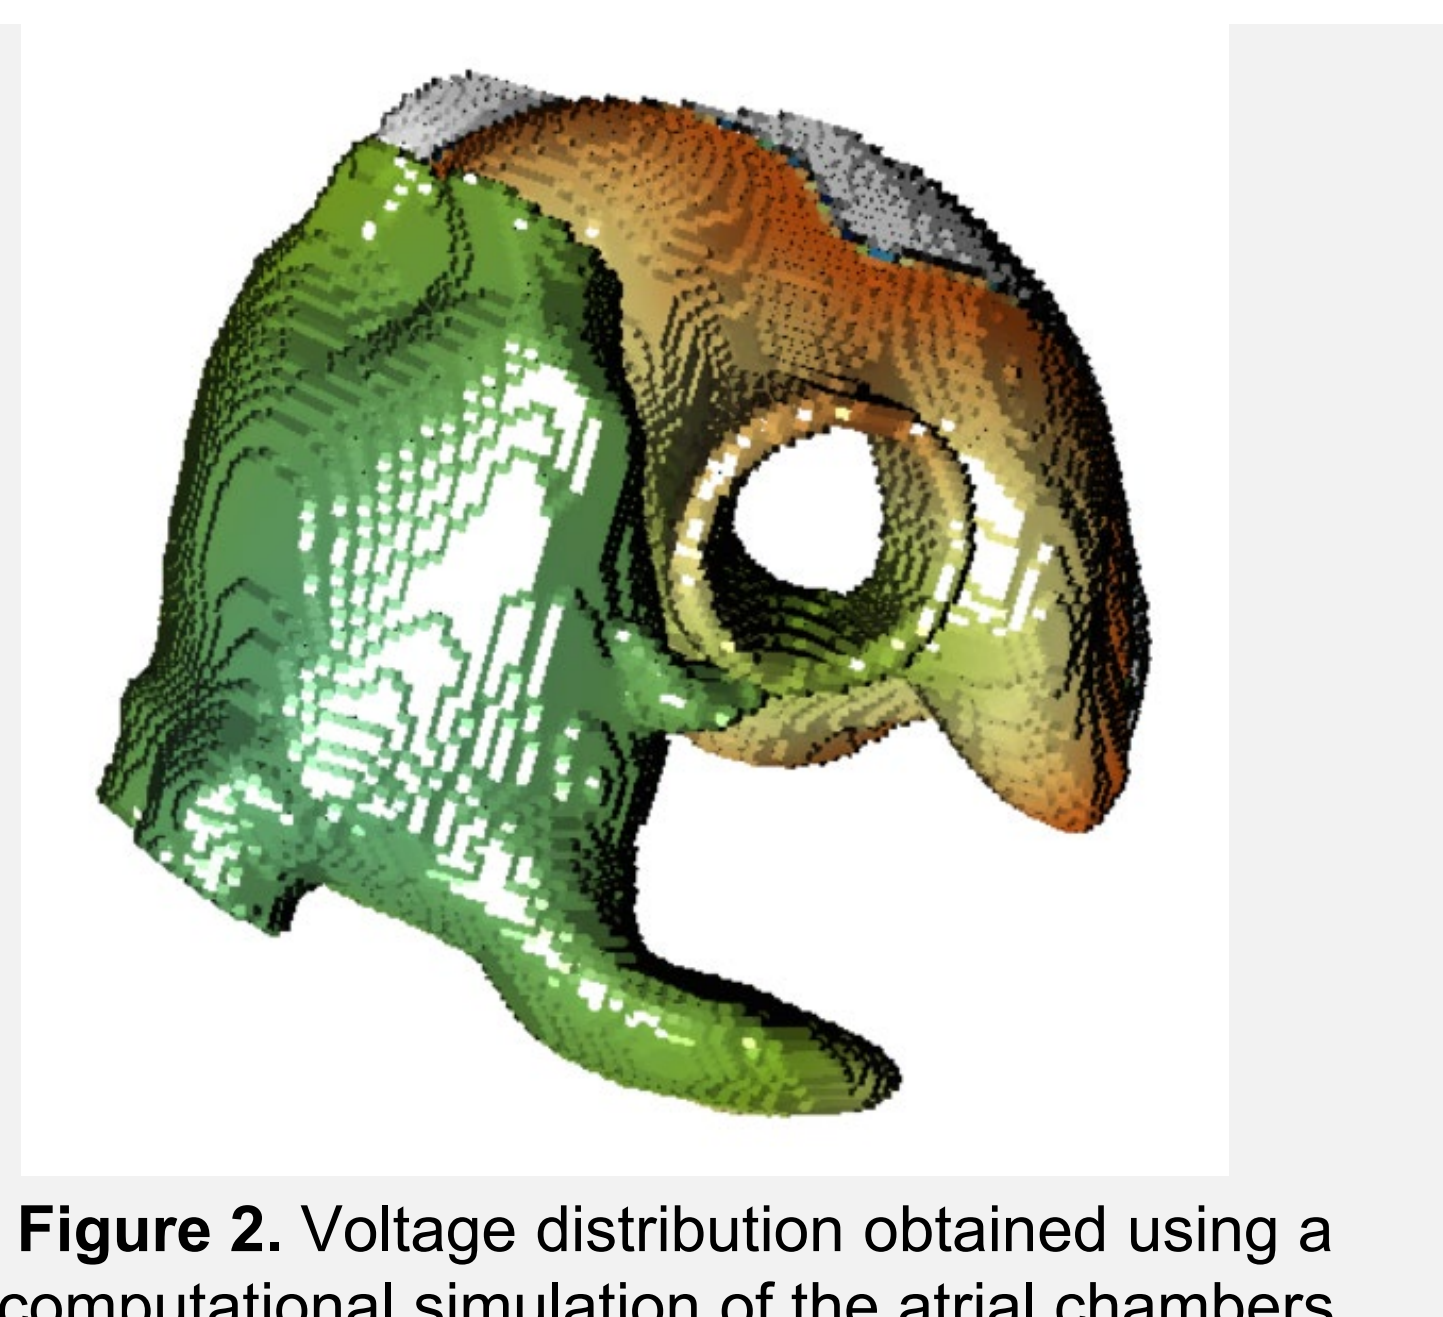 Figure 2. Voltage distribution obtained using a
computational simulation of the atrial chambers